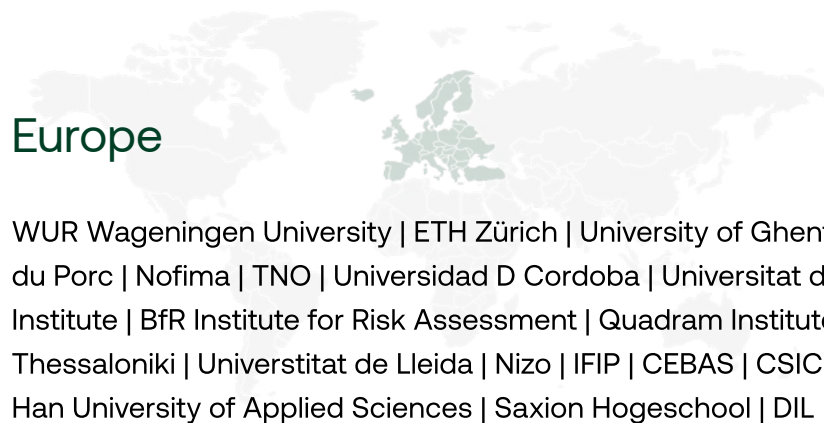 Europe
WUR Wageningen University | ETH Zürich | University of Ghent
du Porc | Nofima | TNO | Universidad D Cordoba | Universitat d
Institute | BfR Institute for Risk Assessment | Quadram Institute
Thessaloniki | Universtitat de Lleida | Nizo | IFIP | CEBAS | CSIC
Han University of Applied Sciences | Saxion Hogeschool | DIL